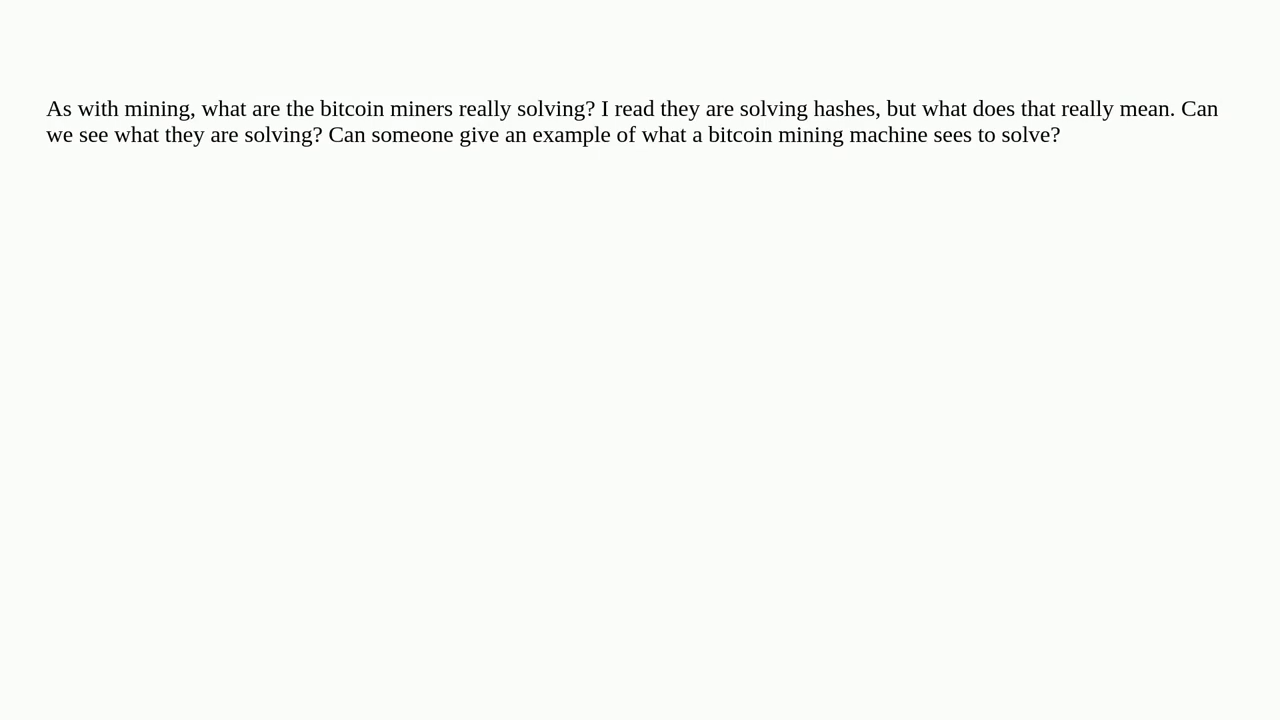 As with mining, what are the bitcoin miners really solving? I read they are solving hashes, but what does that really mean. Can
we see what they are solving? Can someone give an example of what a bitcoin mining machine sees to solve?